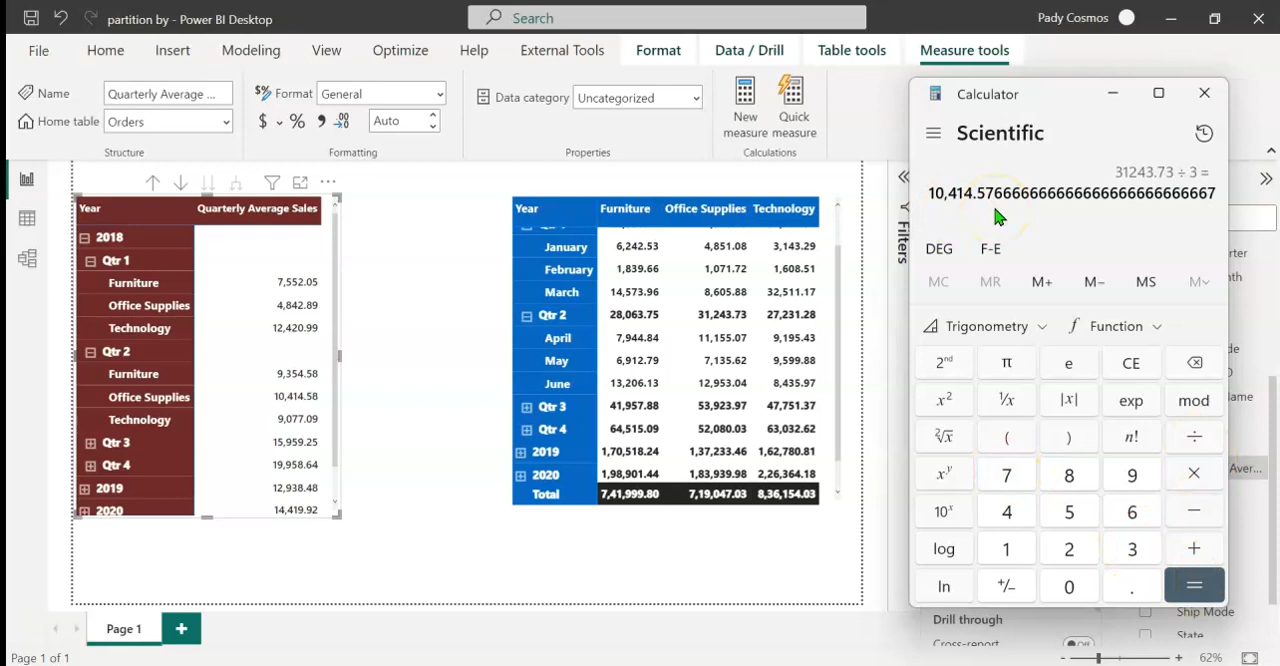 partition by - Power BI Desktop
Search
Pady Cosmos
File Home Insert Modeling View Optimize Help External Tools Format Data / Drill Table tools Measure tools
Name Quarterly Average ...
Home table Orders
Structure
Format General
$ % 9 .00 Auto
Formatting
Data category Uncategorized
Properties
New measure
Quick measure
Calculations
Year Quarterly Average Sales
2018
Qtr 1
Furniture 7,552.05
Office Supplies 4,842.89
Technology 12,420.99
Qtr 2
Furniture 9,354.58
Office Supplies 10,414.58
Technology 9,077.09
Qtr 3 15,959.25
Qtr 4 19,958.64
2019 12,938.48
2020 14,419.92
Year Furniture Office Supplies Technology
January 6,242.53 4,851.08 3,143.29
February 1,839.66 1,071.72 1,608.51
March 14,573.96 8,605.88 32,511.17
Qtr 2 28,063.75 31,243.73 27,231.28
April 7,944.84 11,155.07 9,195.43
May 6,912.79 7,135.62 9,599.88
June 13,206.13 12,953.04 8,435.97
Qtr 3 41,957.88 53,923.97 47,751.37
Qtr 4 64,515.09 52,080.03 63,032.62
2019 1,70,518.24 1,37,233.46 1,62,780.81
2020 1,98,901.44 1,83,939.98 2,26,364.18
Total 7,41,999.80 7,19,047.03 8,36,154.03
Filters
Calculator
Scientific
31243.73 ÷ 3 =
10,414.576666666666666666666666667
DEG F-E
MC MR M+ M− MS M˅
Trigonometry Function
2nd π e CE
x² ¹/x |x| exp mod
²√x ( ) n! ÷
xʸ 7 8 9 ×
10ˣ 4 5 6 −
log 1 2 3 +
ln +/− 0 . =
Ship Mode
State
Drill through
Cross-report Off
Page 1
Page 1 of 1
- + 62%